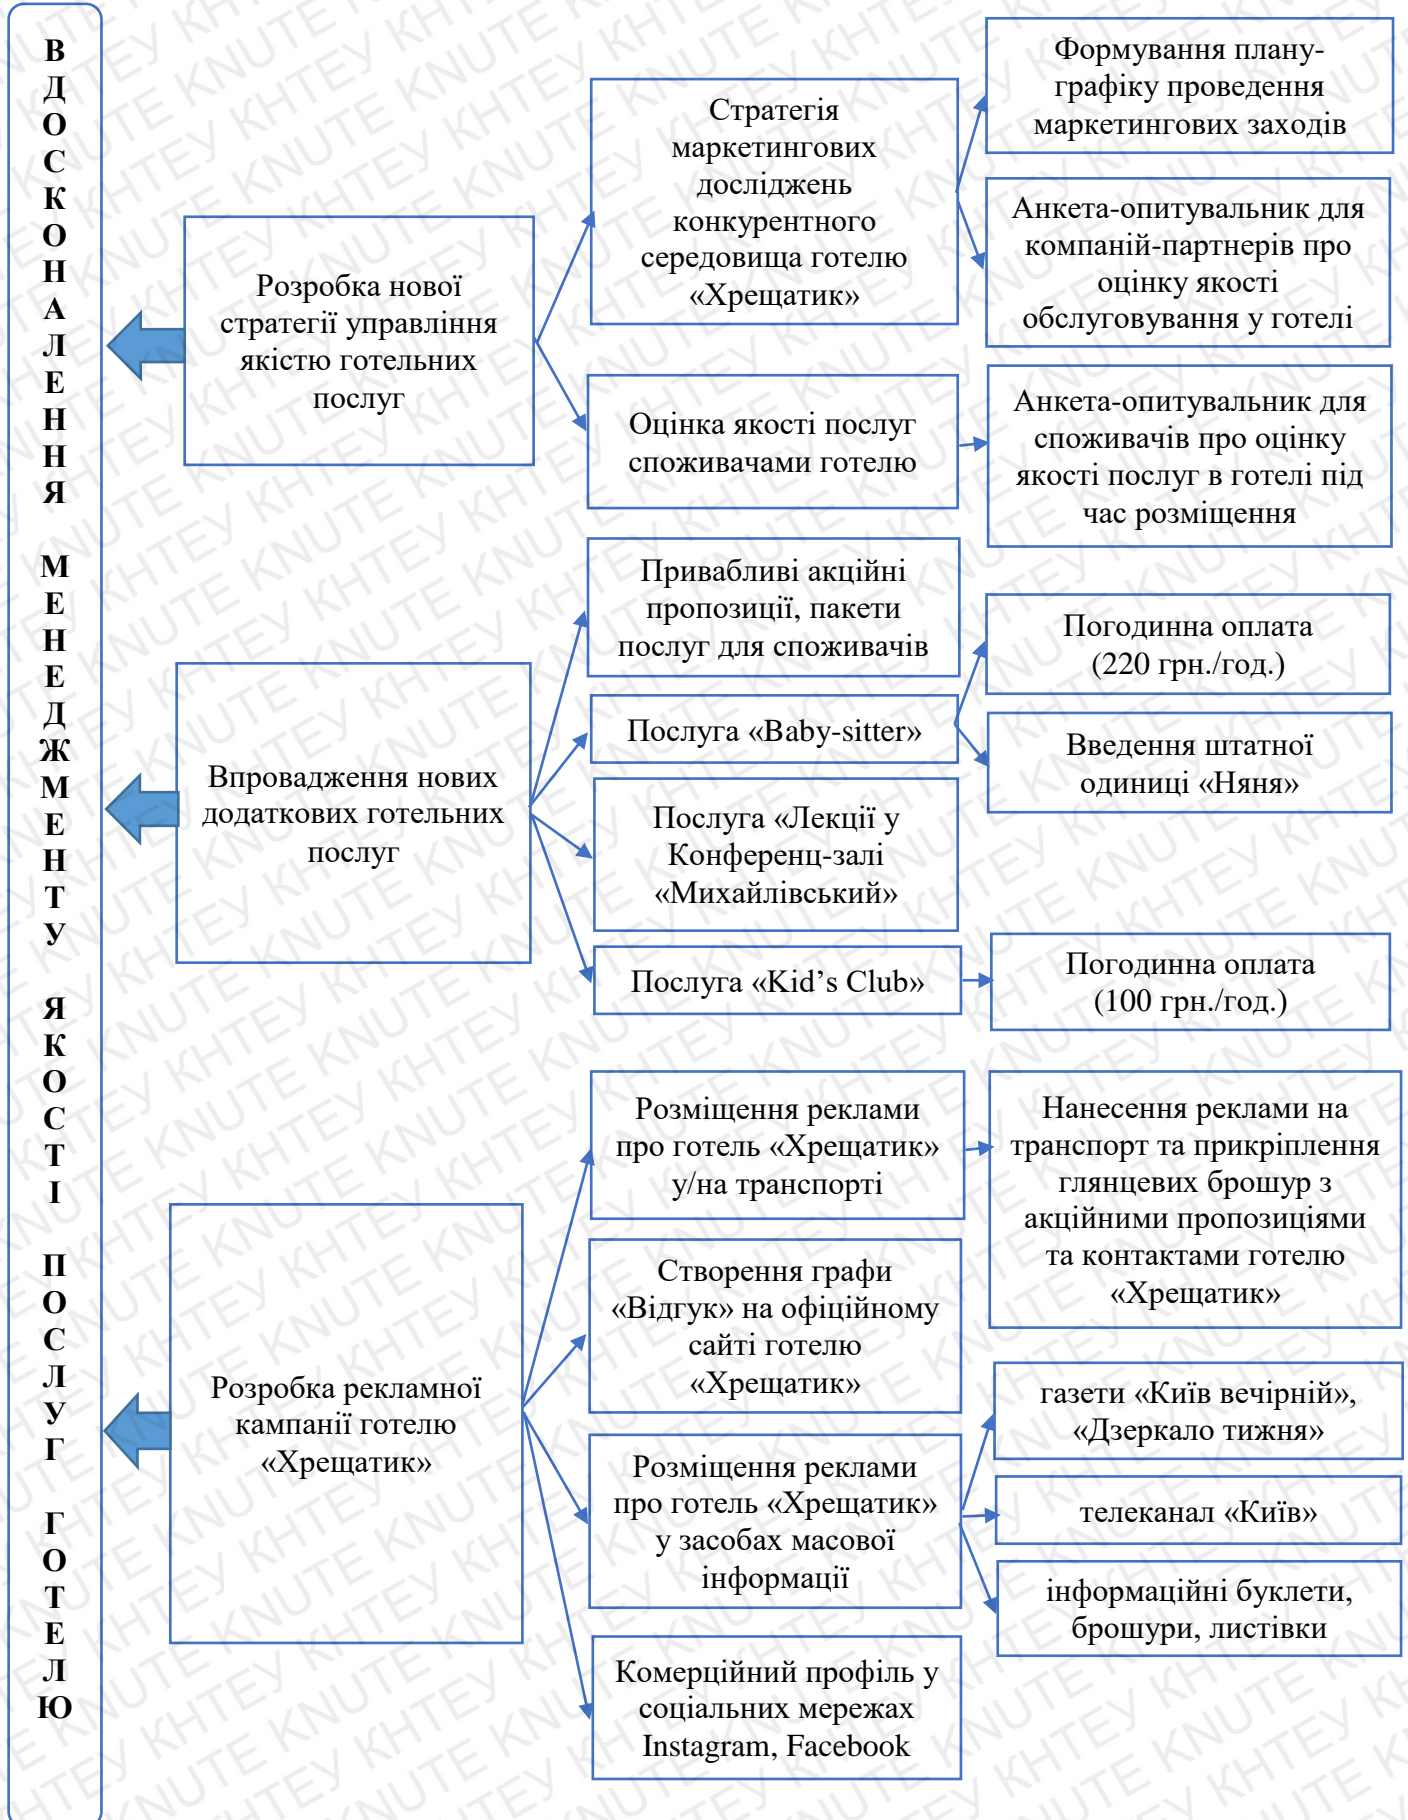 ВДОСКОНАЛЕННЯ МЕНЕДЖМЕНТУ ЯКОСТІ ПОСЛУГ ГОТЕЛЮ
Розробка нової
стратегії управління
якістю готельних
послуг
Стратегія
маркетингових
досліджень
конкурентного
середовища готелю
«Хрещатик»
Формування плану-
графіку проведення
маркетингових заходів
Анкета-опитувальник для
компаній-партнерів про
оцінку якості
обслуговування у готелі
Оцінка якості послуг
споживачами готелю
Анкета-опитувальник для
споживачів про оцінку
якості послуг в готелі під
час розміщення
Впровадження нових
додаткових готельних
послуг
Привабливі акційні
пропозиції, пакети
послуг для споживачів
Послуга «Baby-sitter»
Погодинна оплата
(220 грн./год.)
Введення штатної
одиниці «Няня»
Послуга «Лекції у
Конференц-залі
«Михайлівський»
Послуга «Kid’s Club»
Погодинна оплата
(100 грн./год.)
Розробка рекламної
кампанії готелю
«Хрещатик»
Розміщення реклами
про готель «Хрещатик»
у/на транспорті
Нанесення реклами на
транспорт та прикріплення
глянцевих брошур з
акційними пропозиціями
та контактами готелю
«Хрещатик»
Створення графи
«Відгук» на офіційному
сайті готелю
«Хрещатик»
Розміщення реклами
про готель «Хрещатик»
у засобах масової
інформації
газети «Київ вечірній»,
«Дзеркало тижня»
телеканал «Київ»
інформаційні буклети,
брошури, листівки
Комерційний профіль у
соціальних мережах
Instagram, Facebook